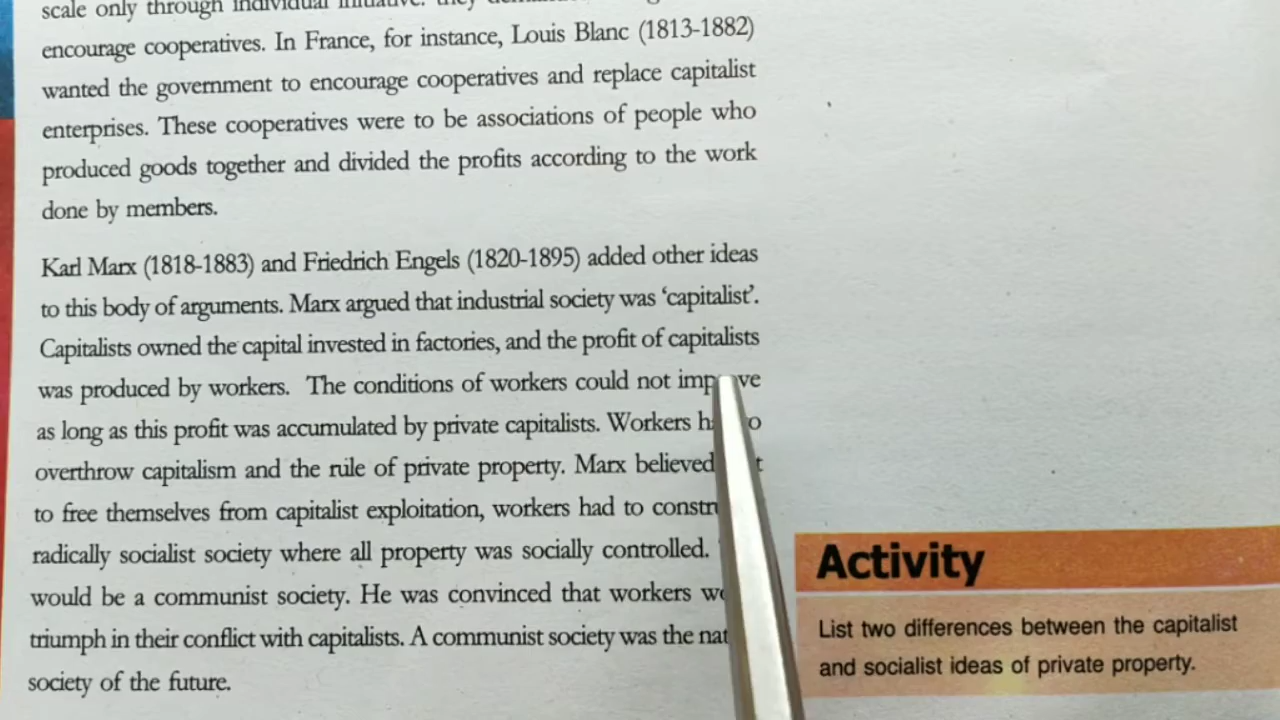 scale only through individual initiative.
encourage cooperatives. In France, for instance, Louis Blanc (1813-1882)
wanted the government to encourage cooperatives and replace capitalist
enterprises. These cooperatives were to be associations of people who
produced goods together and divided the profits according to the work
done by members.
Karl Marx (1818-1883) and Friedrich Engels (1820-1895) added other ideas
to this body of arguments. Marx argued that industrial society was ‘capitalist’.
Capitalists owned the capital invested in factories, and the profit of capitalists
was produced by workers. The conditions of workers could not
as long as this profit was accumulated by private capitalists. Workers
overthrow capitalism and the rule of private property. Marx believed
to free themselves from capitalist exploitation, workers had to
radically socialist society where all property was socially controlled.
would be a communist society. He was convinced that workers
triumph in their conflict with capitalists. A communist society was the
society of the future.
Activity
List two differences between the capitalist
and socialist ideas of private property.